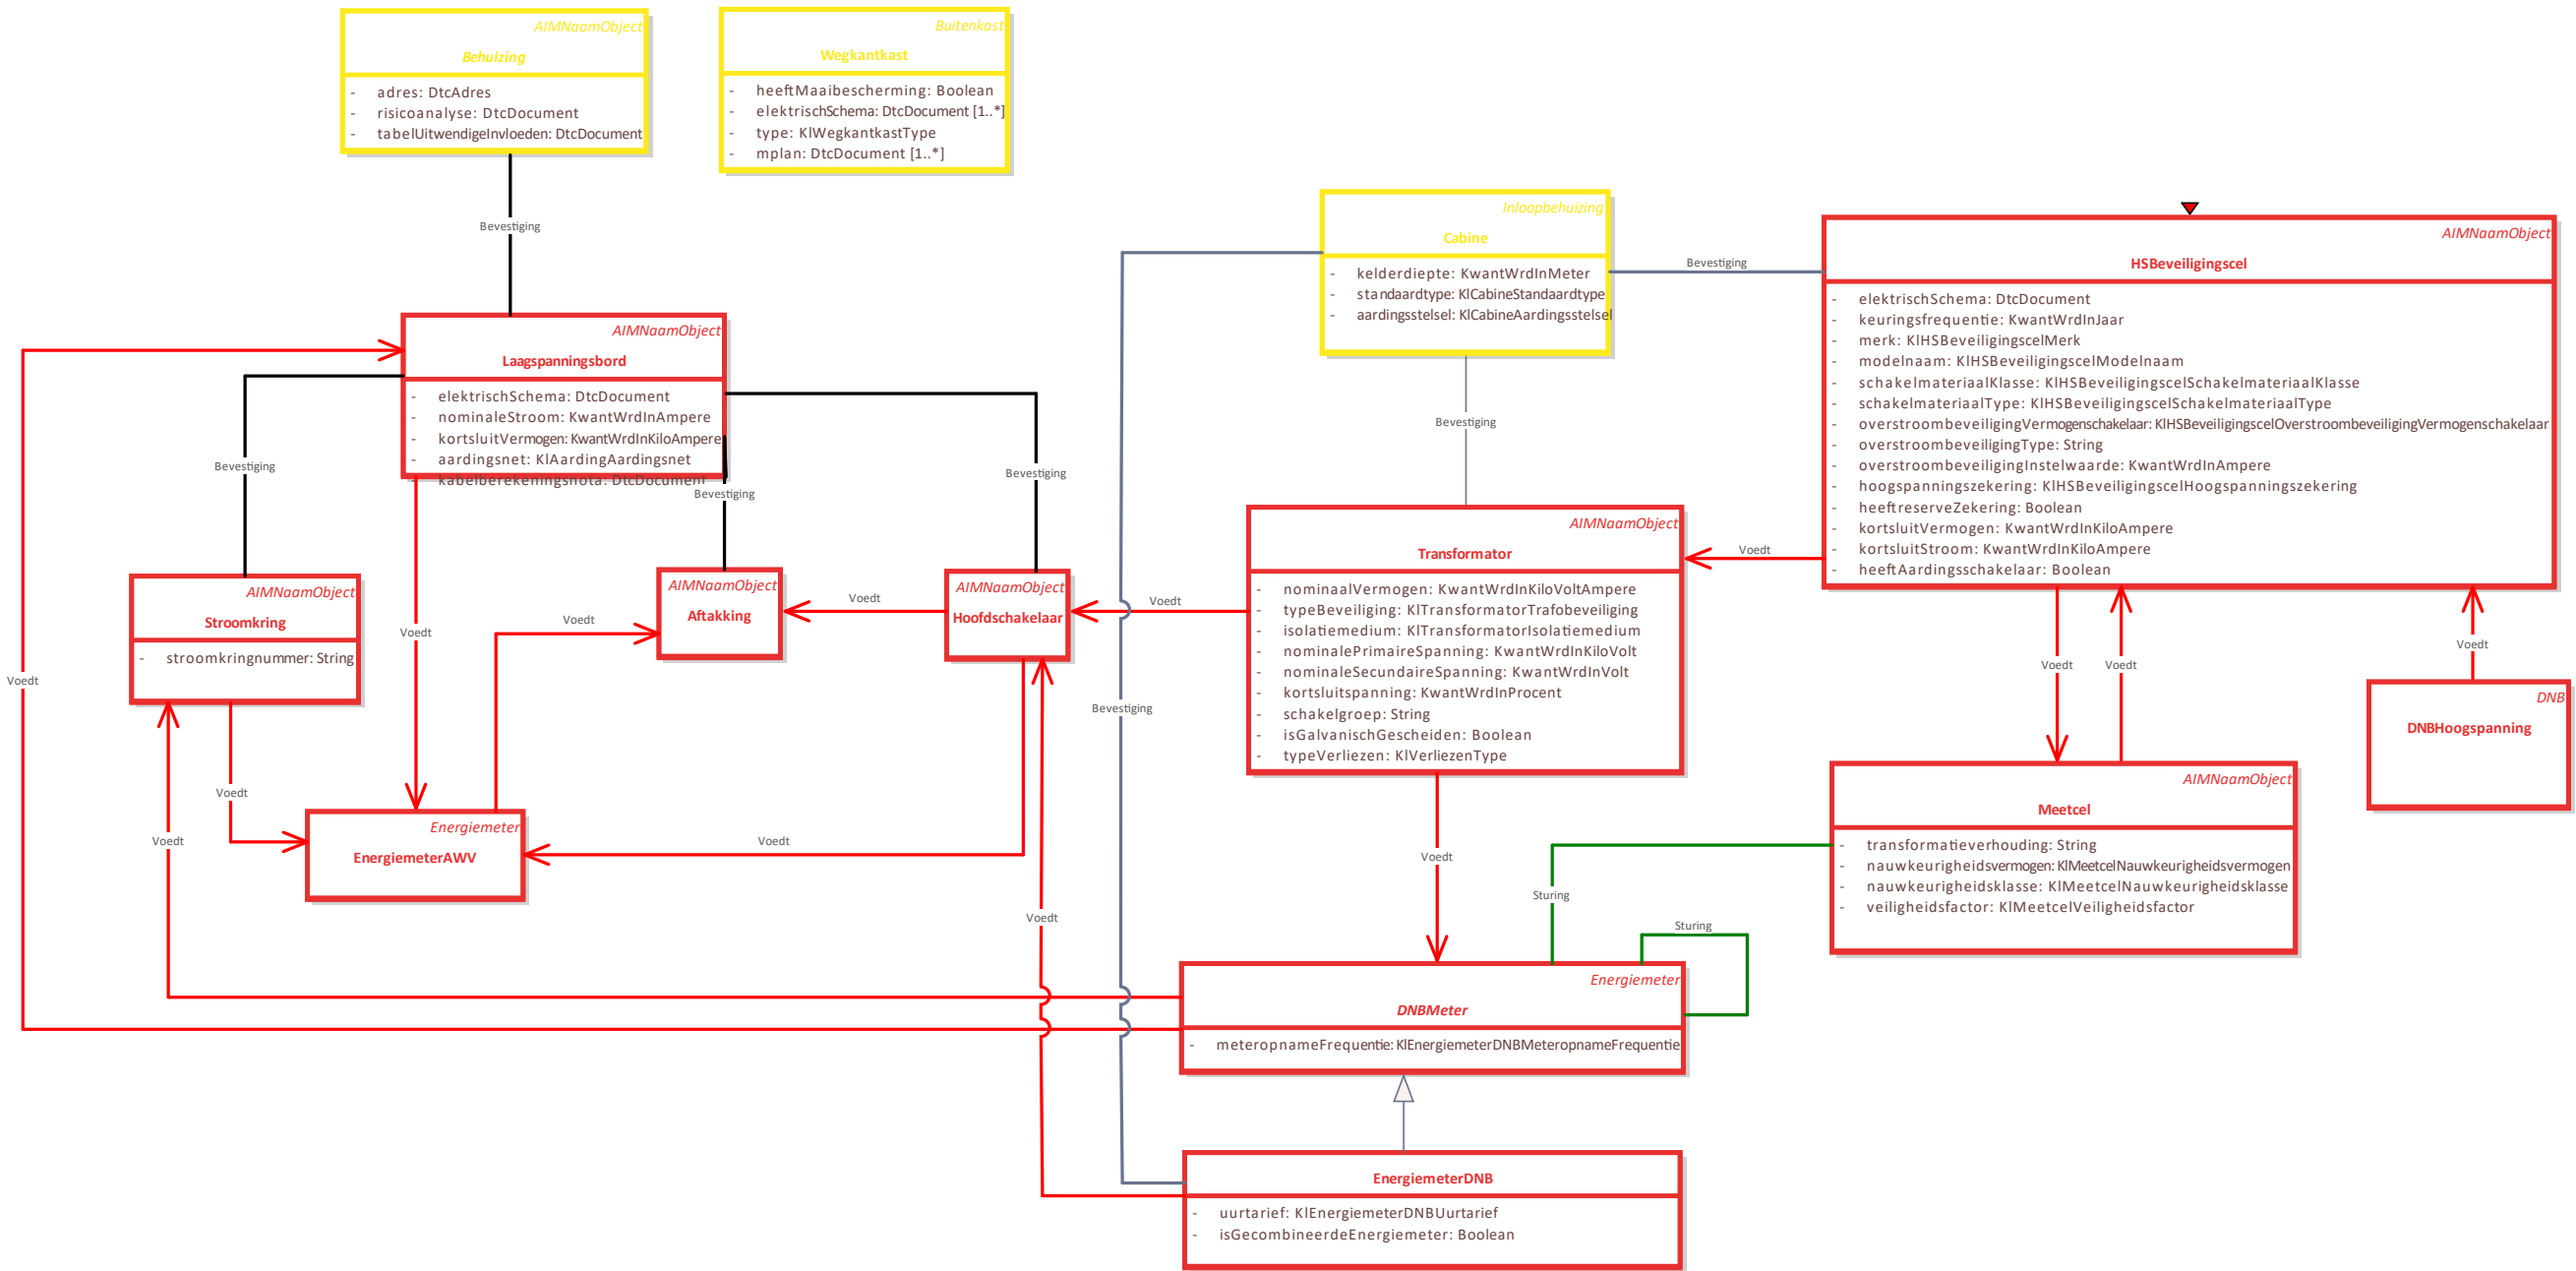 AIMNaamObject
Behuizing
- adres: DtcAdres
- risicoanalyse: DtcDocument
- tabelUitwendigeInvloeden: DtcDocument
Buitenkast
Wegkantkast
- heeftMaaibescherming: Boolean
- elektrischSchema: DtcDocument [1..*]
- type: KlWegkantkastType
- mplan: DtcDocument [1..*]
Bevestiging
Inloopbehuizing
Cabine
- kelderdiepte: KwantWrdInMeter
- standaardtype: KlCabineStandaardtype
- aardingsstelsel: KlCabineAardingsstelsel
Bevestiging
AIMNaamObject
HSBeveiligingscel
- elektrischSchema: DtcDocument
- keuringsfrequentie: KwantWrdInJaar
- merk: KlHSBeveiligingscelMerk
- modelnaam: KlHSBeveiligingscelModelnaam
- schakelmateriaalKlasse: KlHSBeveiligingscelSchakelmateriaalKlasse
- schakelmateriaalType: KlHSBeveiligingscelSchakelmateriaalType
- overstroombeveiligingVermogenschakelaar: KlHSBeveiligingscelOverstroombeveiligingVermogenschakelaar
- overstroombeveiligingType: String
- overstroombeveiligingInstelwaarde: KwantWrdInAmpere
- hoogspanningszekering: KlHSBeveiligingscelHoogspanningszekering
- heeftreserveZekering: Boolean
- kortsluitVermogen: KwantWrdInKiloAmpere
- kortsluitStroom: KwantWrdInKiloAmpere
- heeftAardingsschakelaar: Boolean
AIMNaamObject
Laagspanningsbord
- elektrischSchema: DtcDocument
- nominaleStroom: KwantWrdInAmpere
- kortsluitVermogen: KwantWrdInKiloAmpere
- aardingsnet: KlAardingAardingsnet
- kabelberekeningsnota: DtcDocument
Bevestiging
Bevestiging
Bevestiging
Bevestiging
AIMNaamObject
Transformator
- nominaalVermogen: KwantWrdInKiloVoltAmpere
- typeBeveiliging: KlTransformatorTrafobeveiliging
- isolatiemedium: KlTransformatorIsolatiemedium
- nominalePrimaireSpanning: KwantWrdInKiloVolt
- nominaleSecundaireSpanning: KwantWrdInVolt
- kortsluitspanning: KwantWrdInProcent
- schakelgroep: String
- isGalvanischGescheiden: Boolean
- typeVerliezen: KlVerliezenType
Voedt
AIMNaamObject
Stroomkring
- stroomkringnummer: String
AIMNaamObject
Aftakking
AIMNaamObject
Hoofdschakelaar
Voedt
Voedt
Voedt
Voedt
Voedt
Voedt
Voedt
Voedt
Bevestiging
DNB
DNBHoogspanning
Voedt
Voedt
Voedt
Energiemeter
EnergiemeterAWV
AIMNaamObject
Meetcel
- transformatieverhouding: String
- nauwkeurigheidsvermogen: KlMeetcelNauwkeurigheidsvermogen
- nauwkeurigheidsklasse: KlMeetcelNauwkeurigheidsklasse
- veiligheidsfactor: KlMeetcelVeiligheidsfactor
Voedt
Sturing
Voedt
Sturing
Energiemeter
DNBMeter
- meteropnameFrequentie: KlEnergiemeterDNBMeteropnameFrequentie
EnergiemeterDNB
- uurtarief: KlEnergiemeterDNBUurtarief
- isGecombineerdeEnergiemeter: Boolean